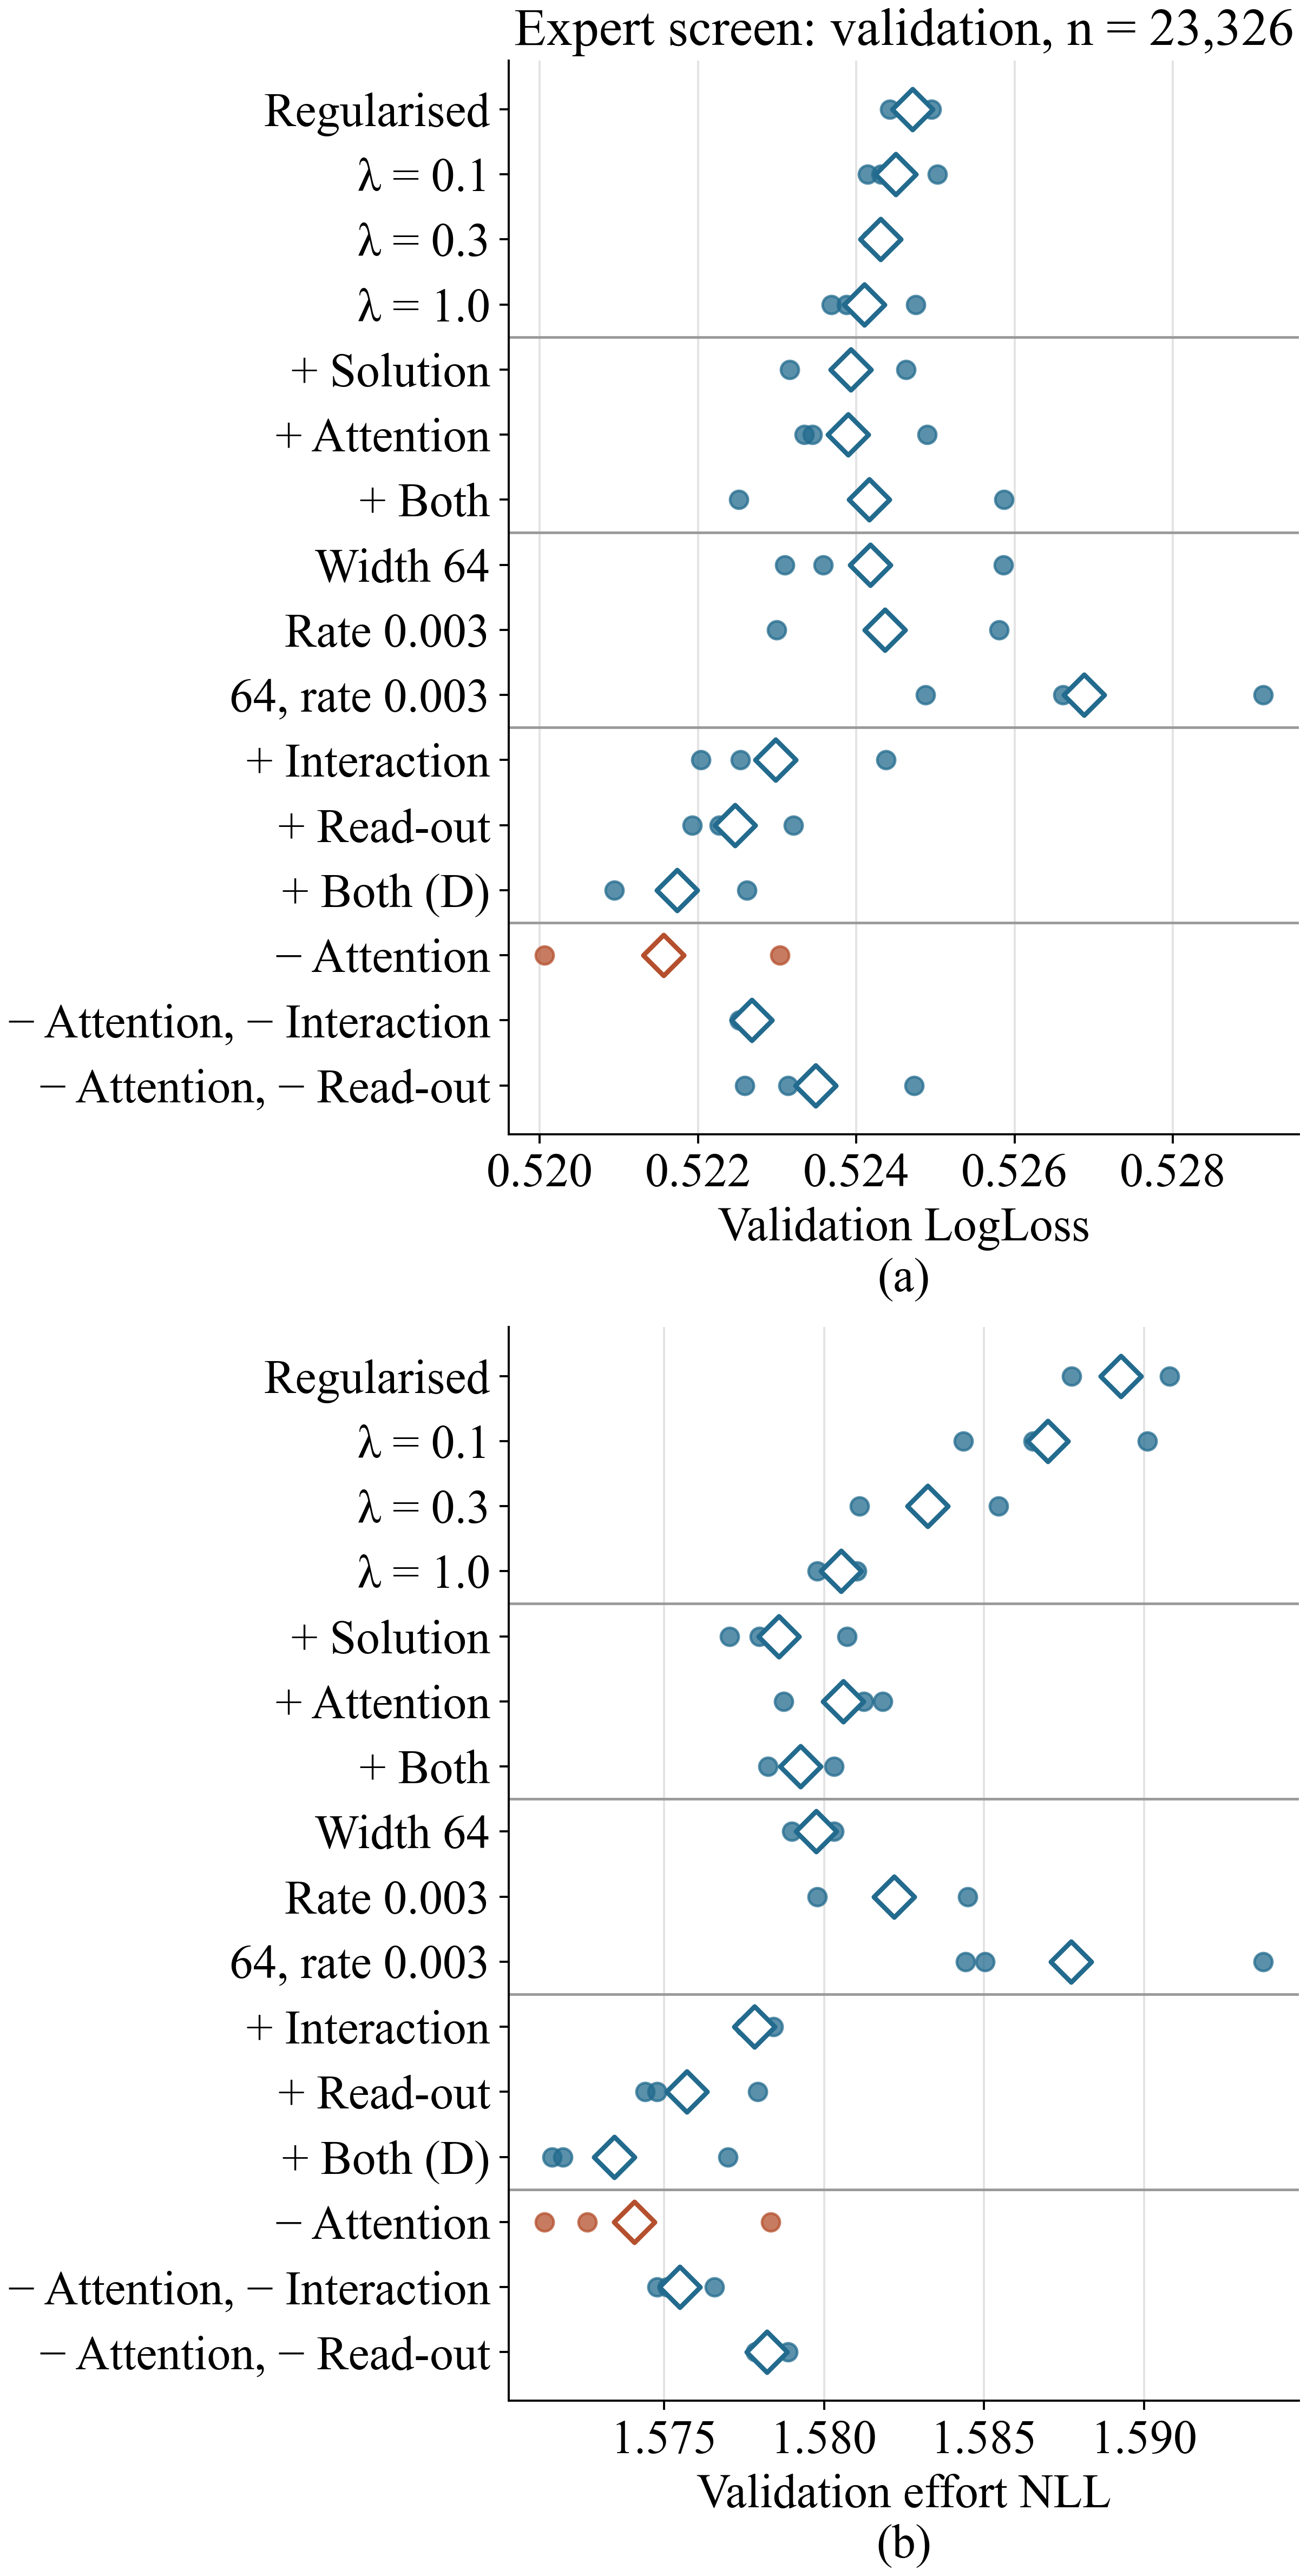 Expert screen: validation, n = 23,326
Regularised
λ = 0.1
λ = 0.3
λ = 1.0
+ Solution
+ Attention
+ Both
Width 64
Rate 0.003
64, rate 0.003
+ Interaction
+ Read-out
+ Both (D)
− Attention
− Attention, − Interaction
− Attention, − Read-out
0.520 0.522 0.524 0.526 0.528
Validation LogLoss
(a)
Regularised
λ = 0.1
λ = 0.3
λ = 1.0
+ Solution
+ Attention
+ Both
Width 64
Rate 0.003
64, rate 0.003
+ Interaction
+ Read-out
+ Both (D)
− Attention
− Attention, − Interaction
− Attention, − Read-out
1.575 1.580 1.585 1.590
Validation effort NLL
(b)